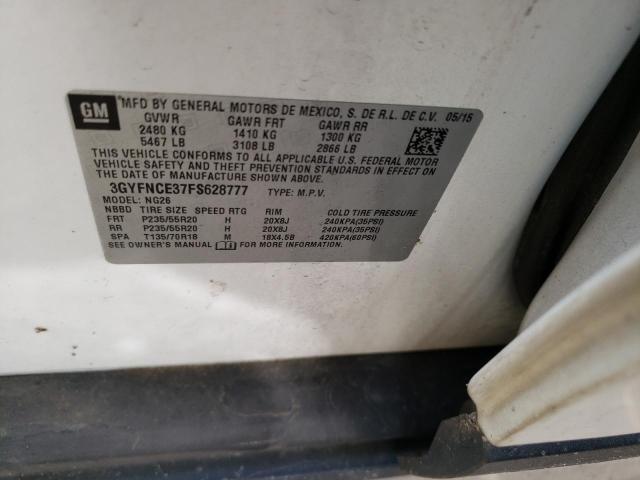 GM
MFD BY GENERAL MOTORS DE MEXICO, S. DE R.L. DE C.V. 05/15
GVWR GAWR FRT GAWR RR
2480 KG 1410 KG 1300 KG
5467 LB 3108 LB 2866 LB
THIS VEHICLE CONFORMS TO ALL APPLICABLE U.S. FEDERAL MOTOR
VEHICLE SAFETY AND THEFT PREVENTION STANDARDS IN EFFECT ON
THE DATE OF MANUFACTURE SHOWN ABOVE.
3GYFNCE37FS628777 TYPE: M.P.V.
MODEL: NG26
NBBD TIRE SIZE SPEED RTG RIM COLD TIRE PRESSURE
FRT P235/55R20 H 20X8J 240KPA(35PSI)
RR P235/55R20 H 20X8J 240KPA(35PSI)
SPA T135/70R18 M 18X4.5B 420KPA(60PSI)
SEE OWNER'S MANUAL FOR MORE INFORMATION.